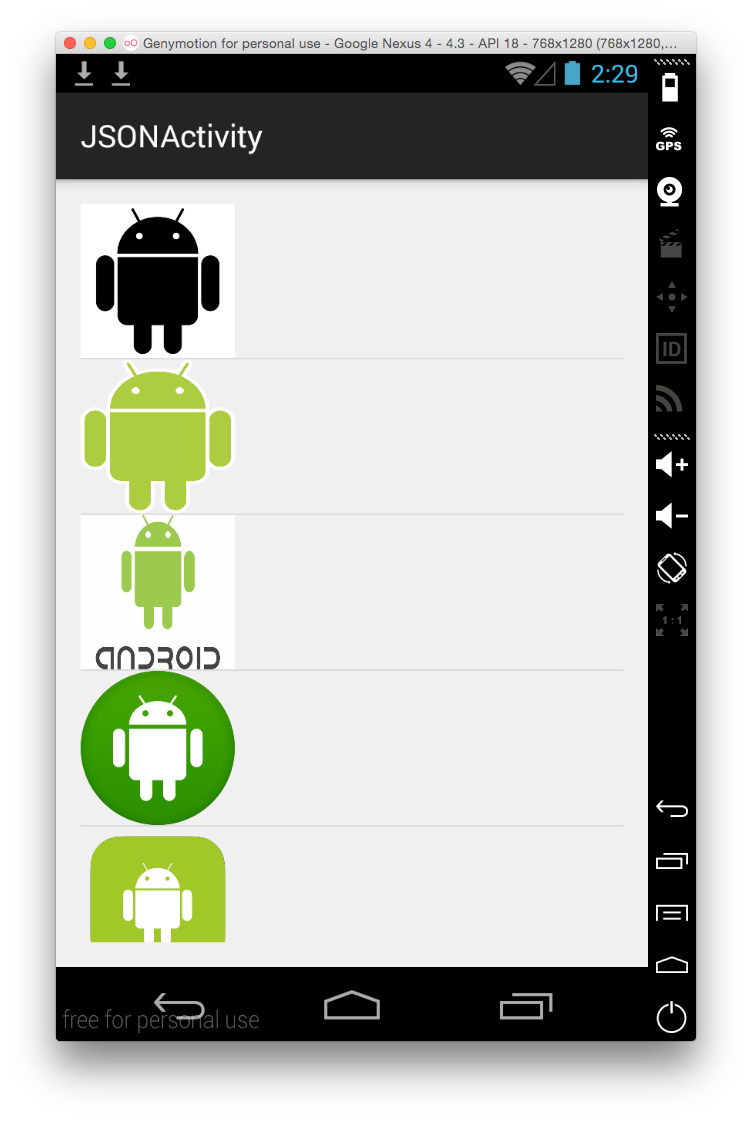 Genymotion for personal use - Google Nexus 4 - 4.3 - API 18 - 768x1280 (768x1280,...
2:29
JSONActivity
GPS
ID
1:1
ANDROID
free for personal use